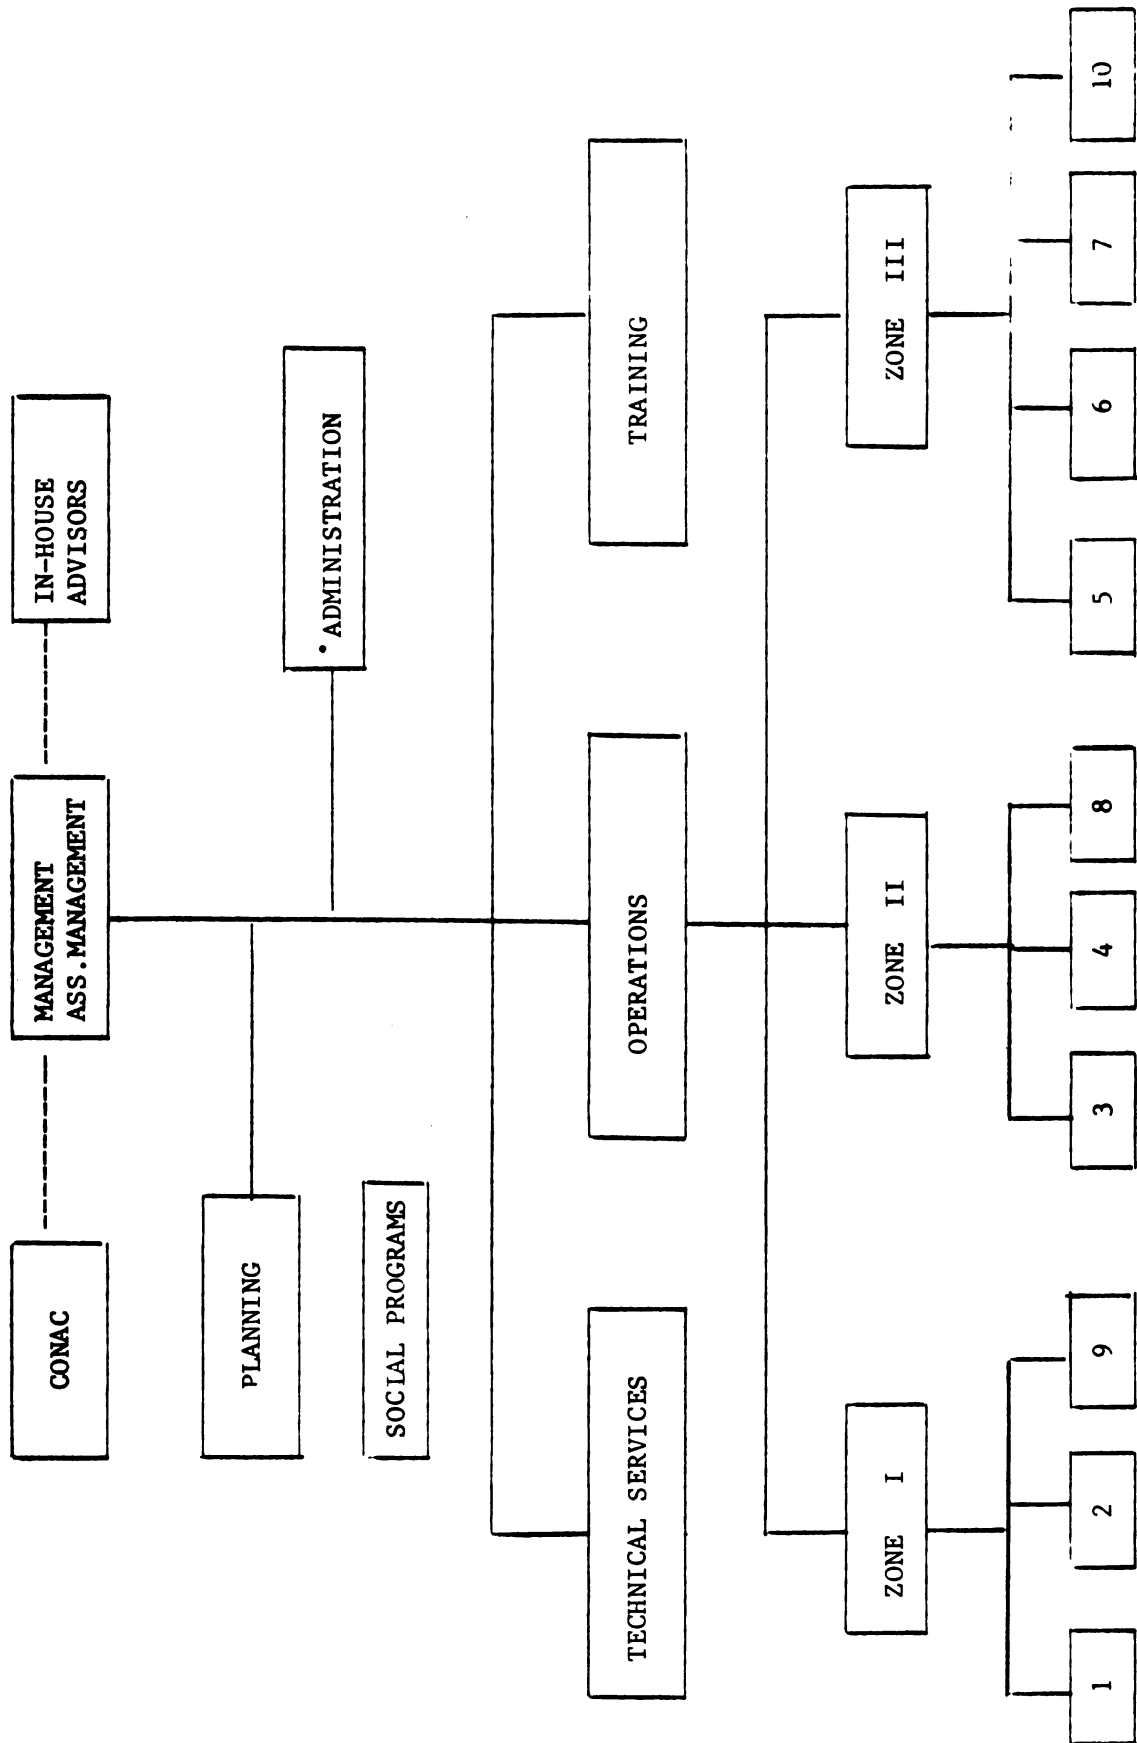 CONAC
MANAGEMENT
ASS.MANAGEMENT
IN-HOUSE
ADVISORS
PLANNING
ADMINISTRATION
SOCIAL PROGRAMS
TECHNICAL SERVICES
OPERATIONS
TRAINING
ZONE I
ZONE II
ZONE III
1
2
9
3
4
8
5
6
7
10